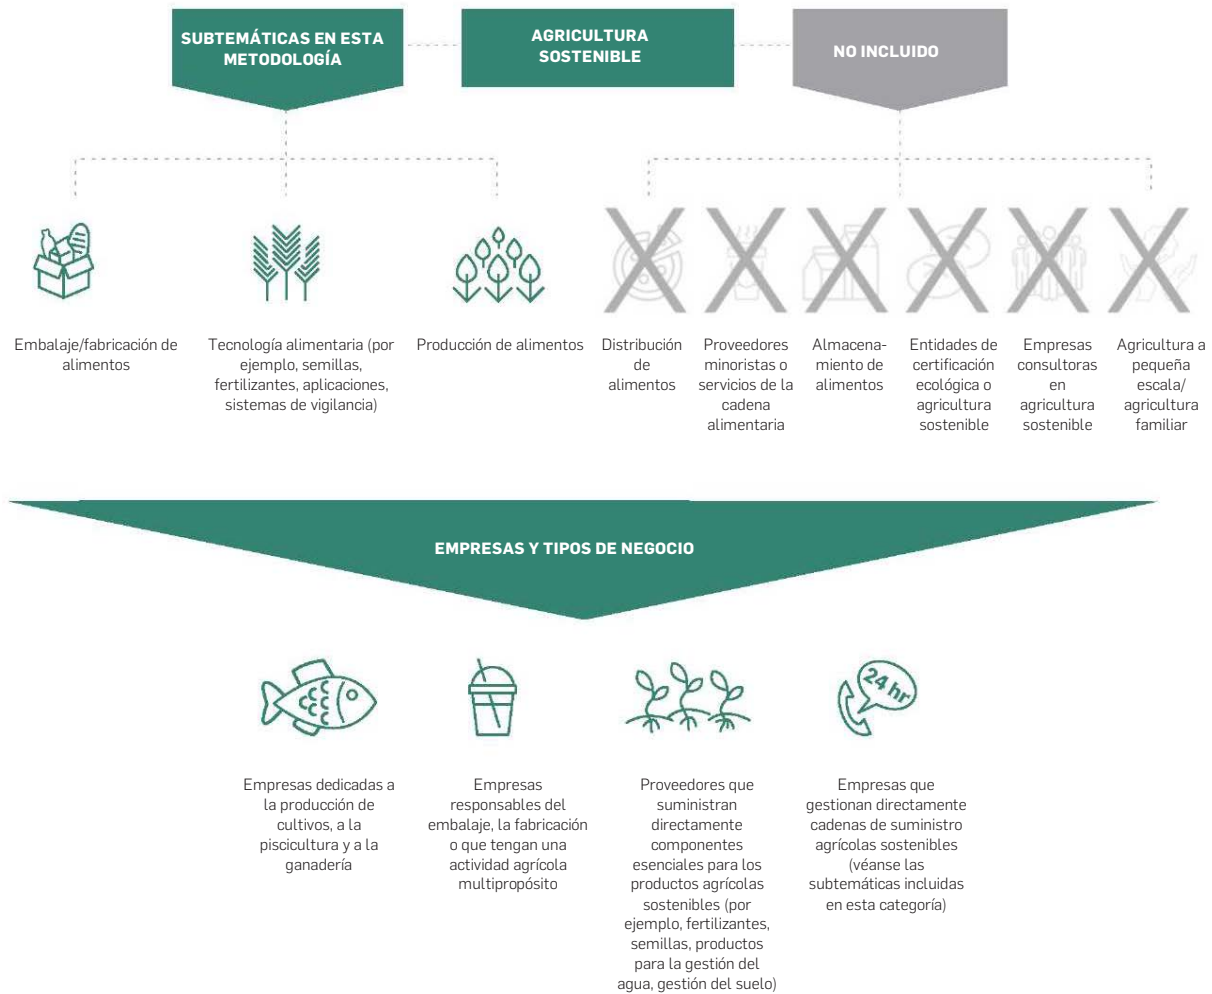 SUBTEMÁTICAS EN ESTA
METODOLOGÍA
AGRICULTURA
SOSTENIBLE
NO INCLUIDO
Embalaje/fabricación de
alimentos
Tecnología alimentaria (por
ejemplo, semillas,
fertilizantes, aplicaciones,
sistemas de vigilancia)
Producción de alimentos
Distribución
de
alimentos
Proveedores
minoristas o
servicios de la
cadena
alimentaria
Almacena-
miento de
alimentos
Entidades de
certificación
ecológica o
agricultura
sostenible
Empresas
consultoras
en
agricultura
sostenible
Agricultura a
pequeña
escala/
agricultura
familiar
EMPRESAS Y TIPOS DE NEGOCIO
24 hr
Empresas dedicadas a
la producción de
cultivos, a la
piscicultura y a la
ganadería
Empresas
responsables del
embalaje, la fabricación
o que tengan una
actividad agrícola
multipropósito
Proveedores que
suministran
directamente
componentes
esenciales para los
productos agrícolas
sostenibles (por
ejemplo, fertilizantes,
semillas, productos
para la gestión del
agua, gestión del suelo)
Empresas que
gestionan directamente
cadenas de suministro
agrícolas sostenibles
(véanse las
subtemáticas incluidas
en esta categoría)